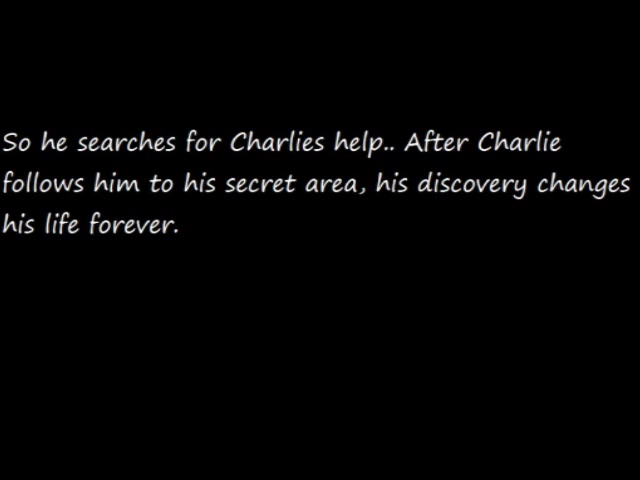 So he searches for Charlies help.. After Charlie
follows him to his secret area, his discovery changes
his life forever.